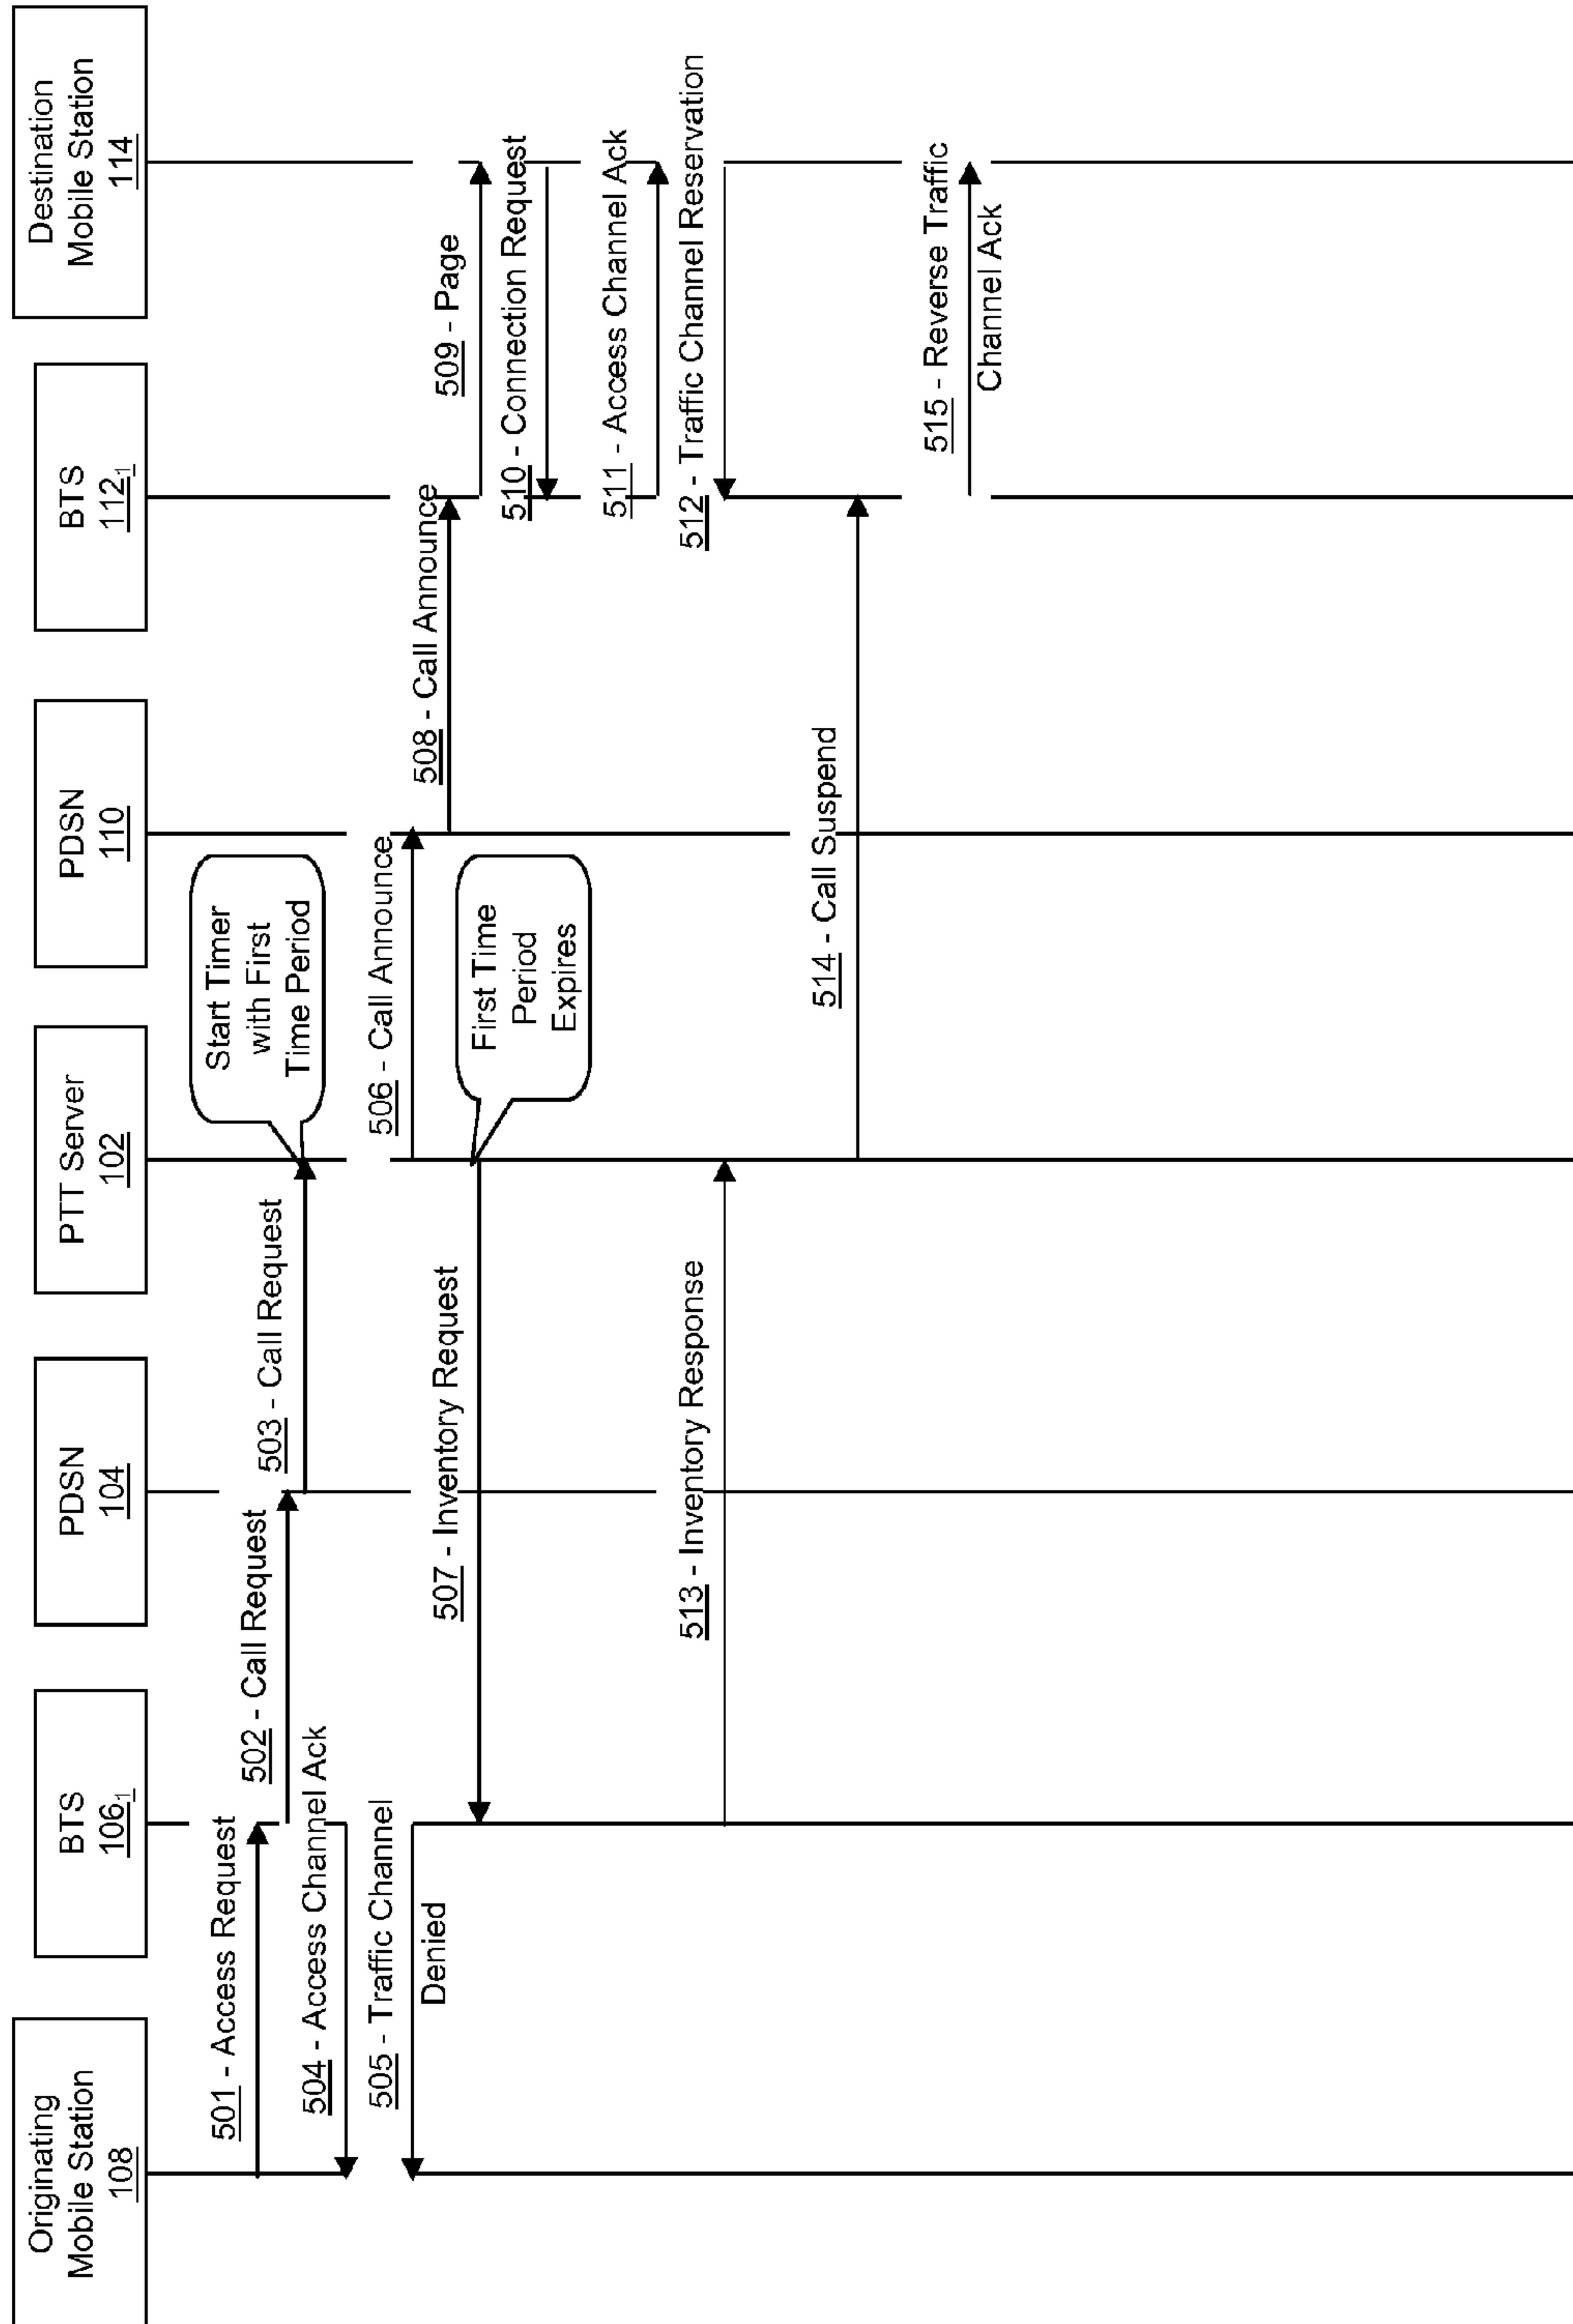 Originating
Mobile Station
108
BTS
106₁
PDSN
104
PTT Server
102
PDSN
110
BTS
112₁
Destination
Mobile Station
114
501 - Access Request
502 - Call Request
503 - Call Request
Start Timer
with First
Time Period
504 - Access Channel Ack
505 - Traffic Channel
Denied
506 - Call Announce
507 - Inventory Request
First Time
Period
Expires
508 - Call Announce
509 - Page
510 - Connection Request
511 - Access Channel Ack
512 - Traffic Channel Reservation
513 - Inventory Response
514 - Call Suspend
515 - Reverse Traffic
Channel Ack